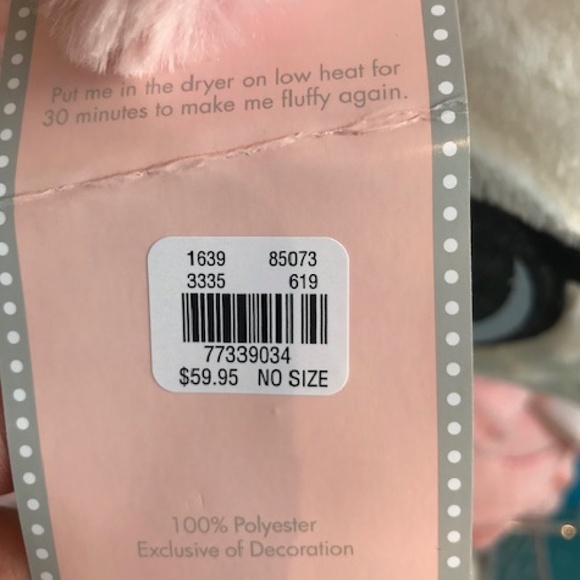 Put me in the dryer on low heat for
30 minutes to make me fluffy again.
1639 85073
3335 619
77339034
$59.95 NO SIZE
100% Polyester
Exclusive of Decoration